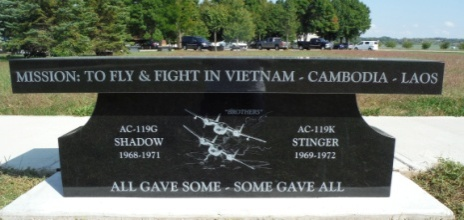 MISSION: TO FLY & FIGHT IN VIETNAM - CAMBODIA - LAOS
"BROTHERS"
AC-119G
SHADOW
1968-1971
AC-119K
STINGER
1969-1972
ALL GAVE SOME - SOME GAVE ALL